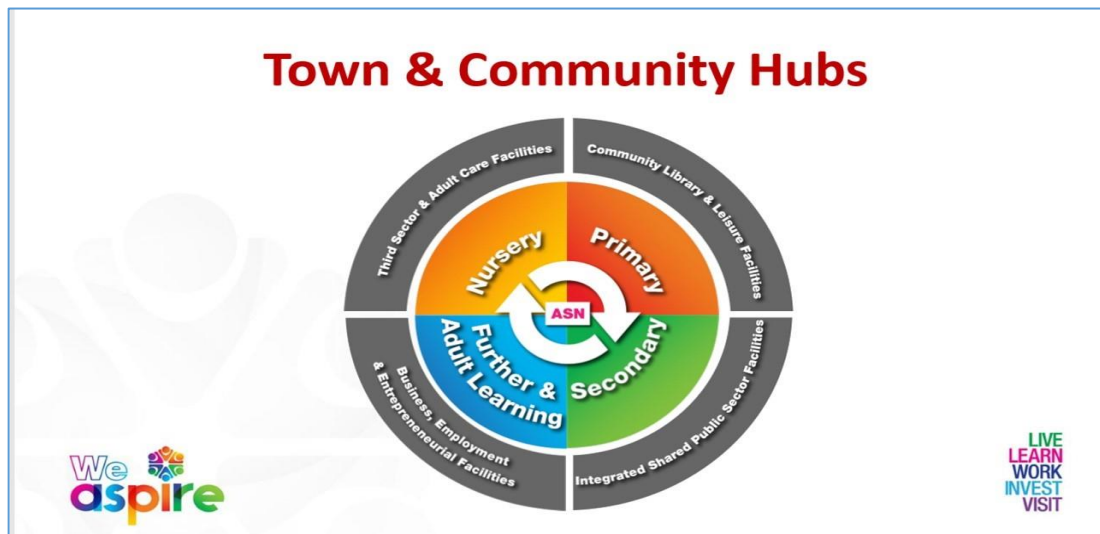 Town & Community Hubs
Third Sector & Adult Care Facilities
Community Library & Leisure Facilities
Nursery
Primary
ASN
Further &
Adult Learning
Secondary
Business, Employment
& Entrepreneneurial Facilities
Integrated Shared Public Sector Facilities
We
aspire
LIVE
LEARN
WORK
INVEST
VISIT